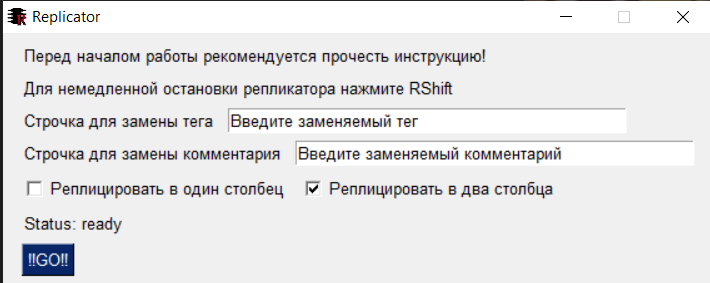 Replicator
Перед началом работы рекомендуется прочесть инструкцию!
Для немедленной остановки репликатора нажмите RShift
Строчка для замены тега Введите заменяемый тег
Строчка для замены комментария Введите заменяемый комментарий
Реплицировать в один столбец Реплицировать в два столбца
Status: ready
!!GO!!